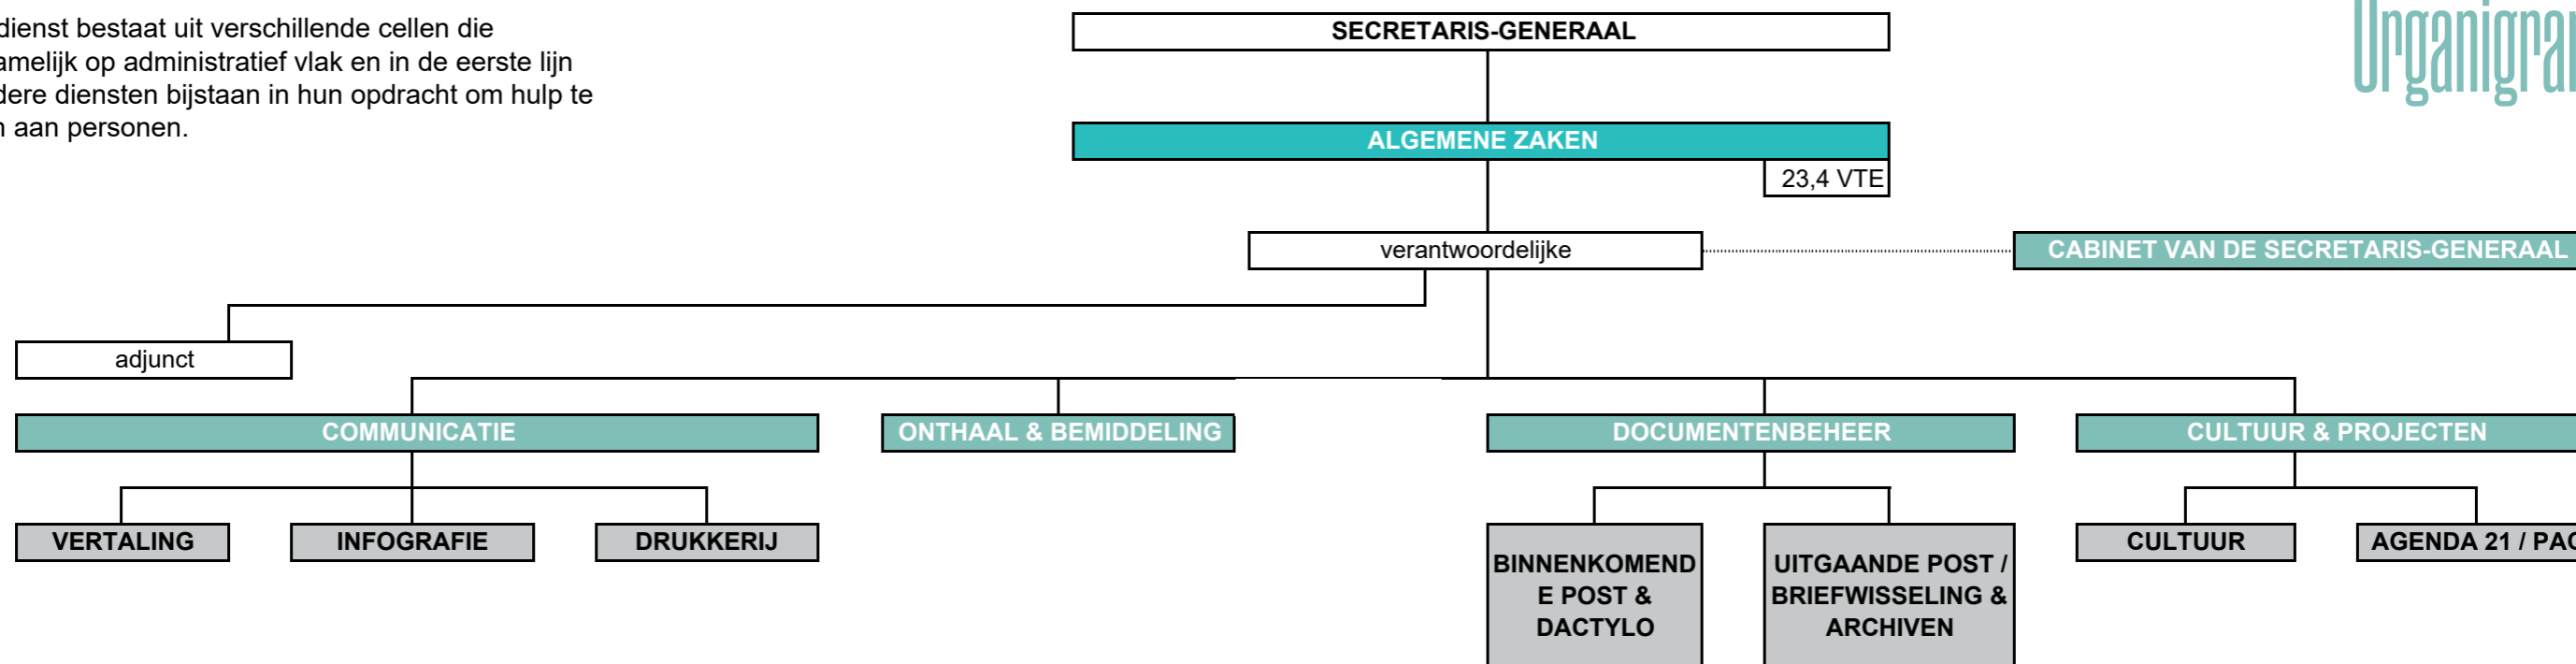 dienst bestaat uit verschillende cellen die
op administratief vlak en in de eerste lijn
diensten bijstaan in hun opdracht om hulp te
aan personen.
SECRETARIS-GENERAAL
ALGEMENE ZAKEN
23,4 VTE
verantwoordelijke
CABINET VAN DE SECRETARIS-GENERAAL
adjunct
COMMUNICATIE
ONTHAAL & BEMIDDELING
DOCUMENTENBEHEER
CULTUUR & PROJECTEN
VERTALING
INFOGRAFIE
DRUKKERIJ
BINNENKOMEND
E POST &
DACTYLO
UITGAANDE POST /
BRIEFWISSELING &
ARCHIVEN
CULTUUR
AGENDA 21 /